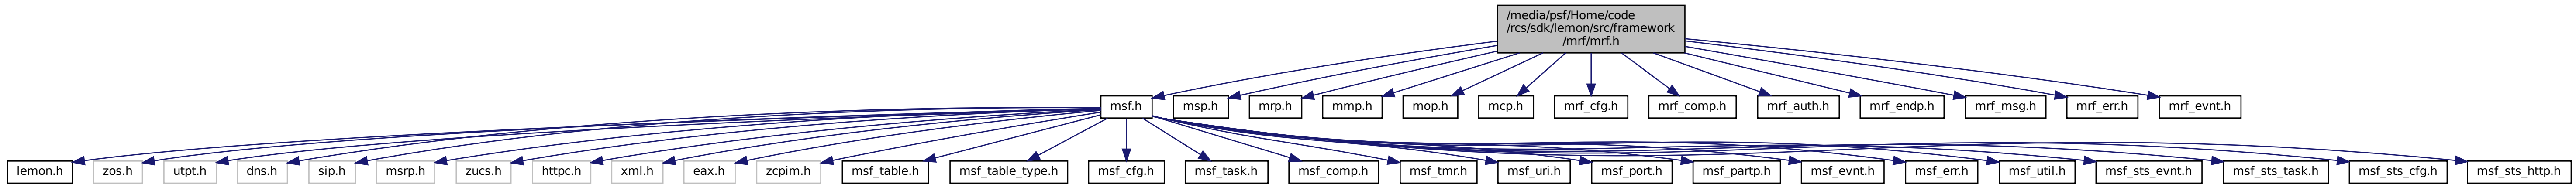 /media/psf/Home/code
/rcs/sdk/lemon/src/framework
/mrf/mrf.h
msf.h
msp.h
mrp.h
mmp.h
mop.h
mcp.h
mrf_cfg.h
mrf_comp.h
mrf_auth.h
mrf_endp.h
mrf_msg.h
mrf_err.h
mrf_evnt.h
lemon.h
zos.h
utpt.h
dns.h
sip.h
msrp.h
zucs.h
httpc.h
xml.h
eax.h
zcpim.h
msf_table.h
msf_table_type.h
msf_cfg.h
msf_task.h
msf_comp.h
msf_tmr.h
msf_uri.h
msf_port.h
msf_partp.h
msf_evnt.h
msf_err.h
msf_util.h
msf_sts_evnt.h
msf_sts_task.h
msf_sts_cfg.h
msf_sts_http.h